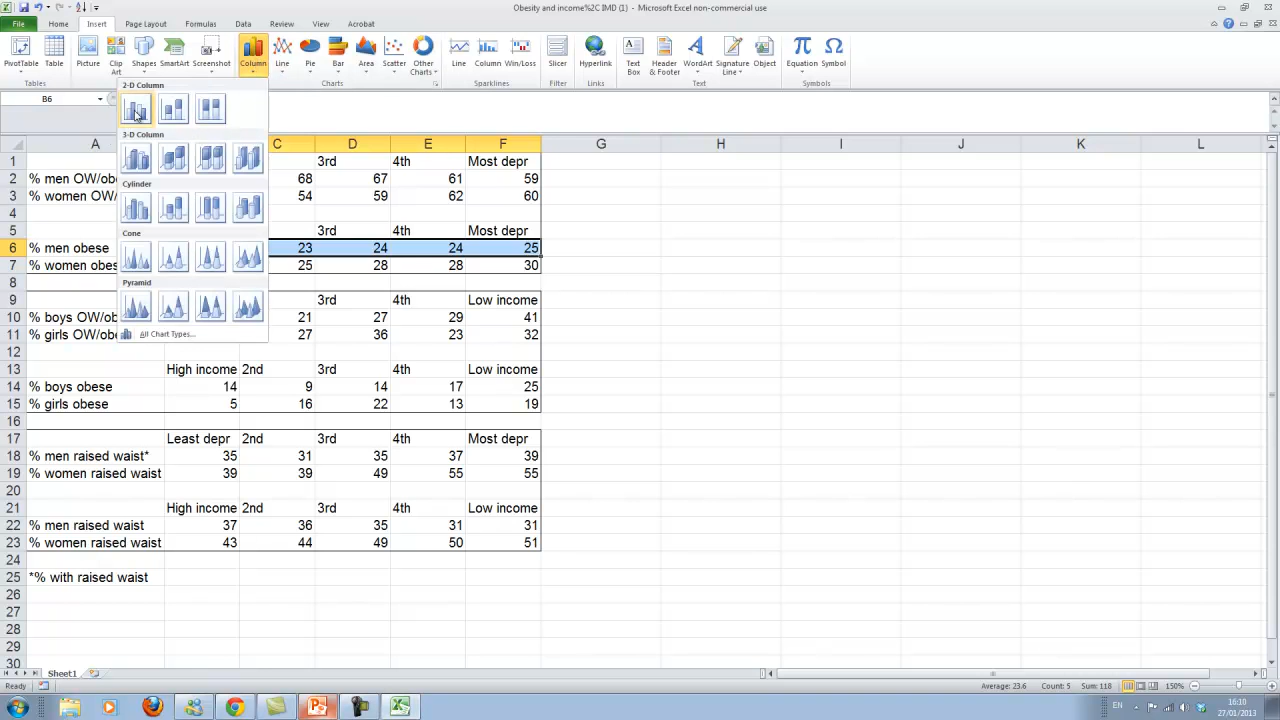 Obesity and income%2C IMD (1) - Microsoft Excel non-commercial use
File Home Insert Page Layout Formulas Data Review View Acrobat
PivotTable Table Picture Clip Art Shapes SmartArt Screenshot Column Line Pie Bar Area Scatter Other Charts Line Column Win/Loss Slicer Hyperlink Text Box Header & Footer WordArt Signature Line Object Equation Symbol
Tables Charts Sparklines Filter Links Text Symbols
B6
2-D Column
3-D Column
Cylinder
Cone
Pyramid
All Chart Types...
A C D E F G H I J K L
1 3rd 4th Most depr
2 % men OW/obe 68 67 61 59
3 % women OW/ 54 59 62 60
4
5 3rd 4th Most depr
6 % men obese 23 24 24 25
7 % women obes 25 28 28 30
8
9 3rd 4th Low income
10 % boys OW/obe 21 27 29 41
11 % girls OW/obe 27 36 23 32
12
13 High income 2nd 3rd 4th Low income
14 % boys obese 14 9 14 17 25
15 % girls obese 5 16 22 13 19
16
17 Least depr 2nd 3rd 4th Most depr
18 % men raised waist* 35 31 35 37 39
19 % women raised waist 39 39 49 55 55
20
21 High income 2nd 3rd 4th Low income
22 % men raised waist 37 36 35 31 31
23 % women raised waist 43 44 49 50 51
24
25 *% with raised waist
26
27
28
29
30
Sheet1
Ready Average: 23.6 Count: 5 Sum: 118 150%
EN 16:10
27/01/2013